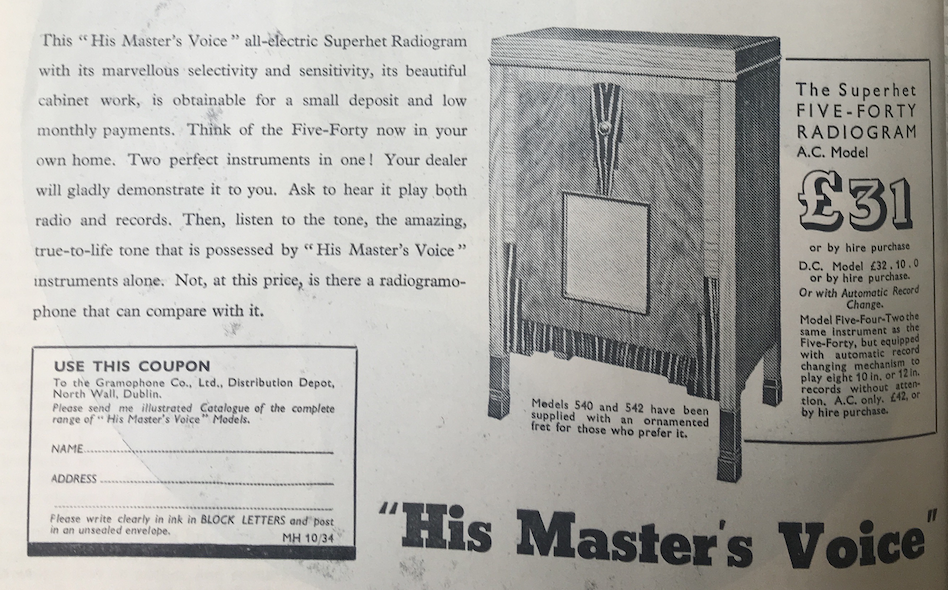 This “ His Master’s Voice ” all-electric Superhet Radiogram
with its marvellous selectivity and sensitivity, its beautiful
cabinet work, is obtainable for a small deposit and low
monthly payments. Think of the Five-Forty now in your
own home. Two perfect instruments in one! Your dealer
will gladly demonstrate it to you. Ask to hear it play both
radio and records. Then, listen to the tone, the amazing,
true-to-life tone that is possessed by “ His Master’s Voice ”
instruments alone. Not, at this price, is there a radiogramo-
phone that can compare with it.
USE THIS COUPON
To the Gramophone Co., Ltd., Distribution Depot,
North Wall, Dublin.
Please send me illustrated Catalogue of the complete
range of “ His Master’s Voice ” Models.
NAME
ADDRESS
Please write clearly in ink in BLOCK LETTERS and post
in an unsealed envelope.
MH 10/34
Models 540 and 542 have been
supplied with an ornamented
fret for those who prefer it.
The Superhet
FIVE-FORTY
RADIOGRAM
A.C. Model
£31
or by hire purchase
D.C. Model £32.10.0
or by hire purchase.
Or with Automatic Record
Change.
Model Five-Four-Two the
same instrument as the
Five-Forty, but equipped
with automatic record
changing mechanism to
play eight 10 in. or 12 in.
records without atten-
tion. A.C. only. £42, or
by hire purchase.
“His Master's Voice”